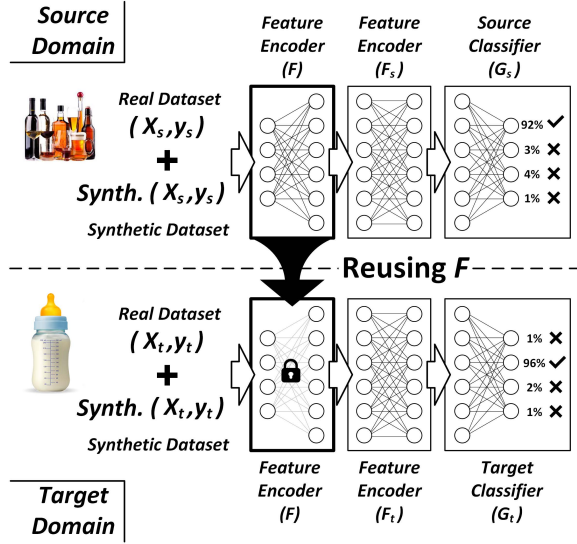 Source
Domain
Feature
Encoder
(F)
Feature
Encoder
(Fₛ)
Source
Classifier
(Gₛ)
Real Dataset
(Xₛ,yₛ)
+
Synth. (Xₛ,yₛ)
Synthetic Dataset
92% ✔
3% ✖
4% ✖
1% ✖
Reusing F
Real Dataset
(Xₜ,yₜ)
+
Synth. (Xₜ,yₜ)
Synthetic Dataset
1% ✖
96% ✔
2% ✖
1% ✖
Target
Domain
Feature
Encoder
(F)
Feature
Encoder
(Fₜ)
Target
Classifier
(Gₜ)